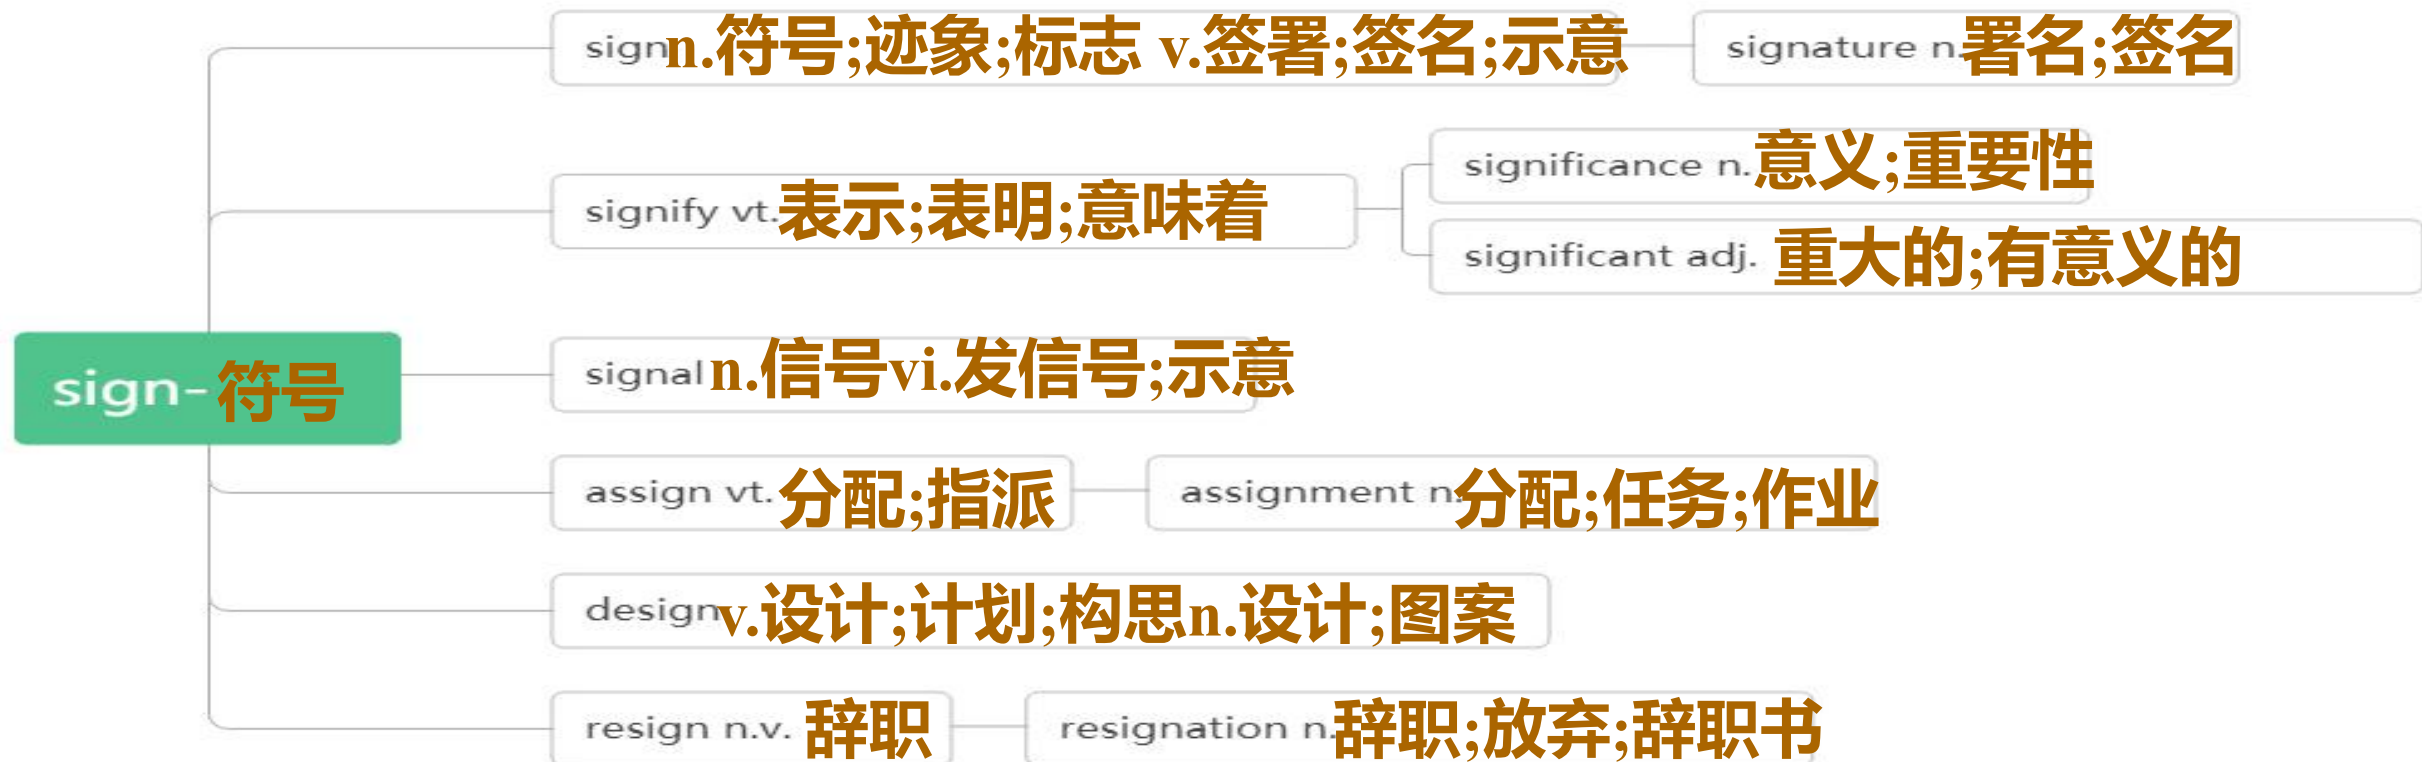 sign n.符号;迹象;标志 v.签署;签名;示意
signature n.署名;签名
signify vt.表示;表明;意味着
significance n.意义;重要性
significant adj. 重大的;有意义的
sign-符号
signal n.信号vi.发信号;示意
assign vt.分配;指派
assignment n.分配;任务;作业
design v.设计;计划;构思n.设计;图案
resign n.v. 辞职
resignation n.辞职;放弃;辞职书